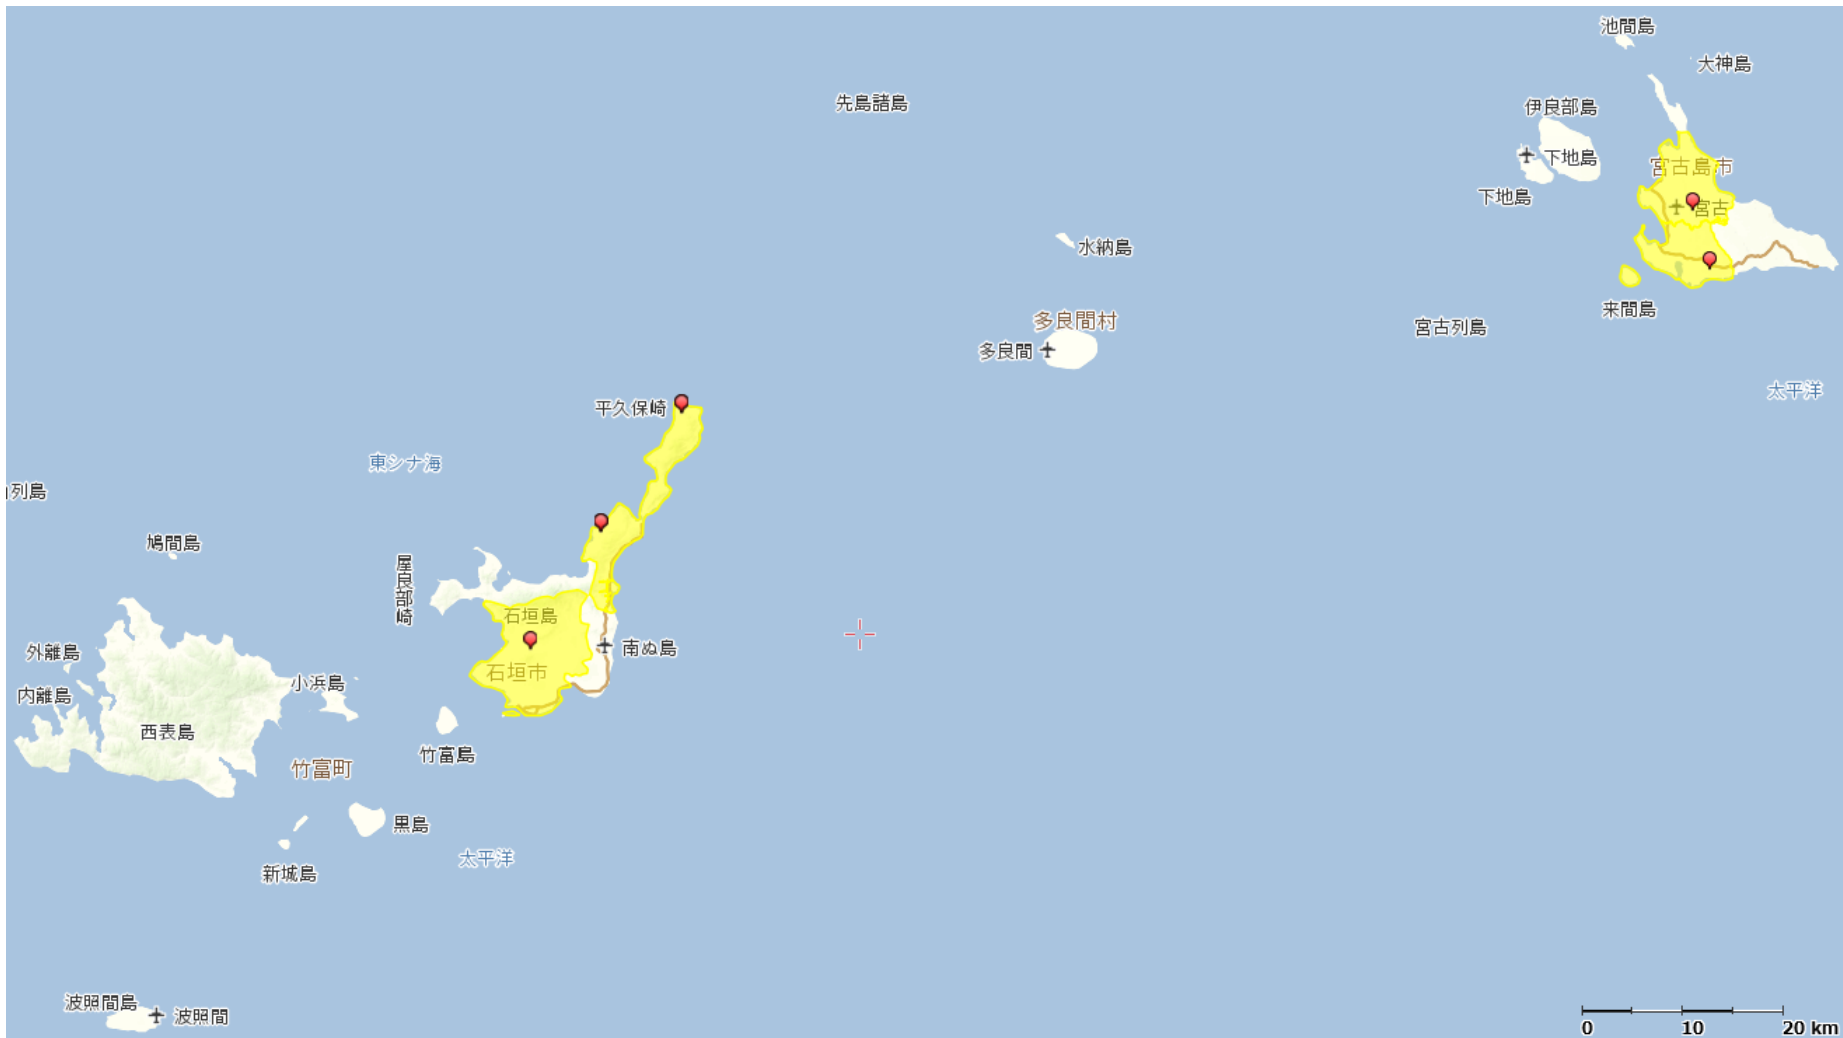 池間島
大神島
先島諸島
伊良部島
下地島
宮古島市
下地島
宮古
水納島
来間島
多良間村
宮古列島
多良間
太平洋
平久保崎
東シナ海
列島
鳩間島
屋良部崎
石垣島
外離島
南ぬ島
石垣市
小浜島
内離島
西表島
竹富島
竹富町
黒島
太平洋
新城島
波照間島
波照間
0 10 20 km